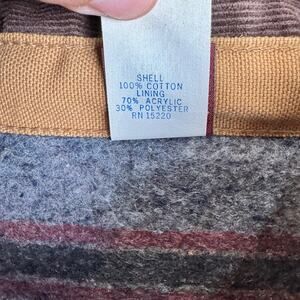 SHELL
100% COTTON
LINING
70% ACRYLIC
30% POLYESTER
RN 15220